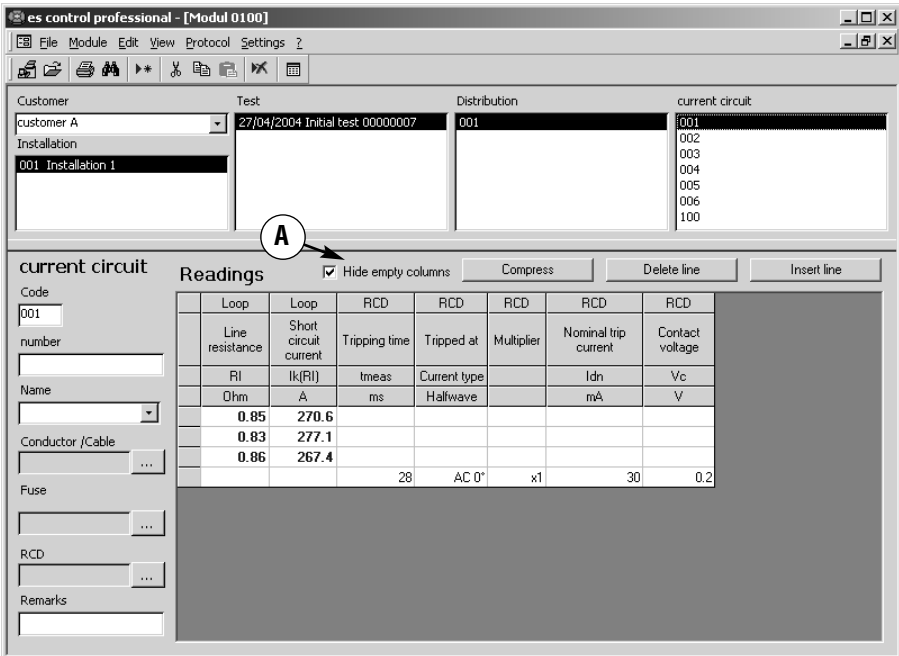 es control professional - [Modul 0100]
File Module Edit View Protocol Settings ?
Customer Test Distribution current circuit
customer A 27/04/2004 Initial test 00000007 001 001
Installation 002
001 Installation 1 003
004
005
006
100
A
current circuit Readings Hide empty columns Compress Delete line Insert line
Code
001
number
Name
Conductor /Cable
...
Fuse
...
RCD
...
Remarks
Loop Loop RCD RCD RCD RCD RCD
Line resistance Short circuit current Tripping time Tripped at Multiplier Nominal trip current Contact voltage
Rl Ik(Rl) tmeas Current type Idn Vc
Ohm A ms Halfwave mA V
0.85 270.6
0.83 277.1
0.86 267.4
28 AC 0° x1 30 0.2